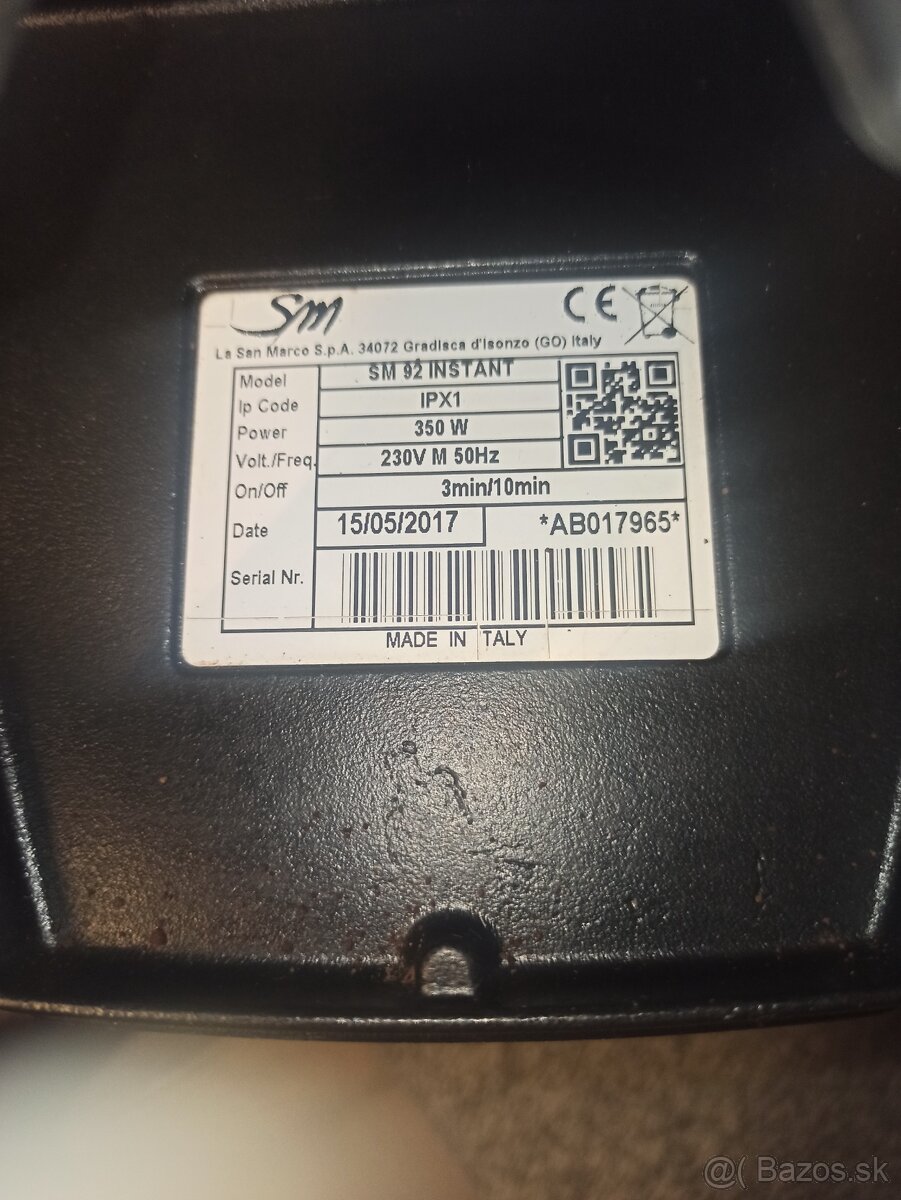 SM
CE
La San Marco S.p.A. 34072 Gradisca d'Isonzo (GO) Italy
Model SM 92 INSTANT
Ip Code IPX1
Power 350 W
Volt./Freq. 230V M 50Hz
On/Off 3min/10min
Date 15/05/2017 *AB017965*
Serial Nr.
MADE IN ITALY
@( Bazos.sk